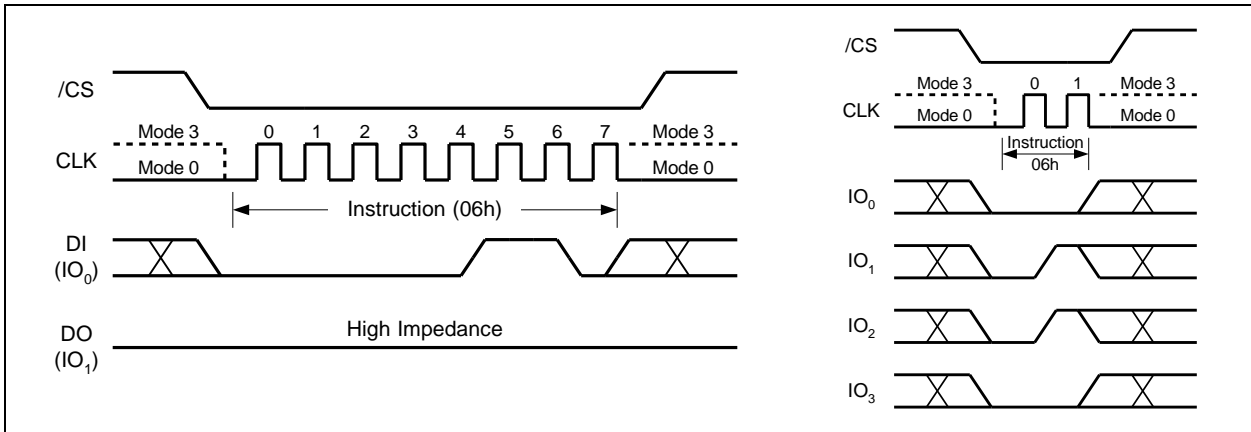 /CS
Mode 3 0 1 2 3 4 5 6 7 Mode 3
CLK Mode 0 Mode 0
Instruction (06h)
DI
(IO0)
High Impedance
DO
(IO1)
/CS
Mode 3 0 1 Mode 3
CLK Mode 0 Mode 0
Instruction
06h
IO0
IO1
IO2
IO3